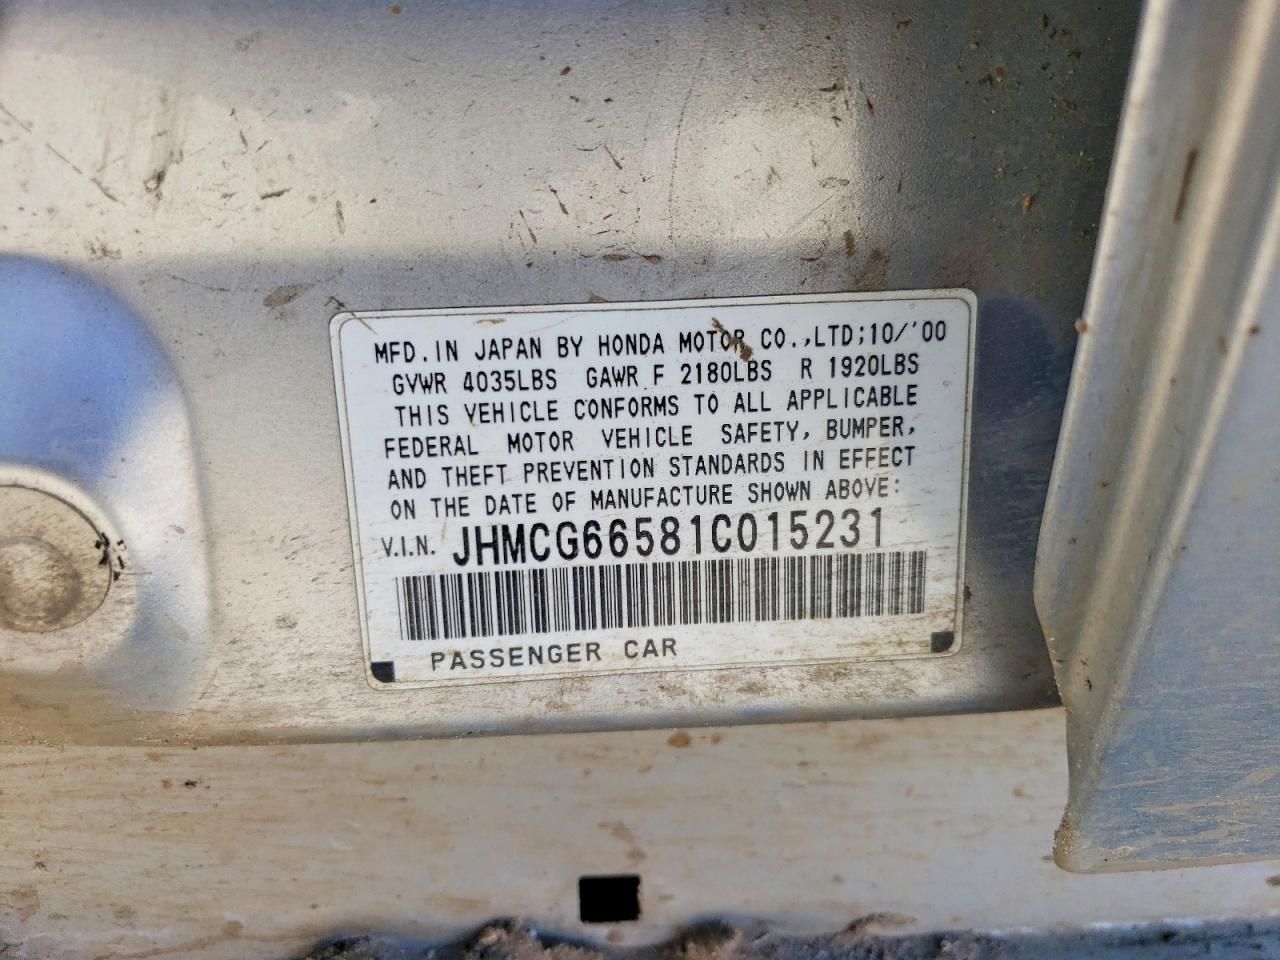 MFD. IN JAPAN BY HONDA MOTOR CO.,LTD;10/'00
GVWR 4035LBS GAWR F 2180LBS R 1920LBS
THIS VEHICLE CONFORMS TO ALL APPLICABLE
FEDERAL MOTOR VEHICLE SAFETY, BUMPER,
AND THEFT PREVENTION STANDARDS IN EFFECT
ON THE DATE OF MANUFACTURE SHOWN ABOVE:
V.I.N. JHMCG66581C015231
PASSENGER CAR